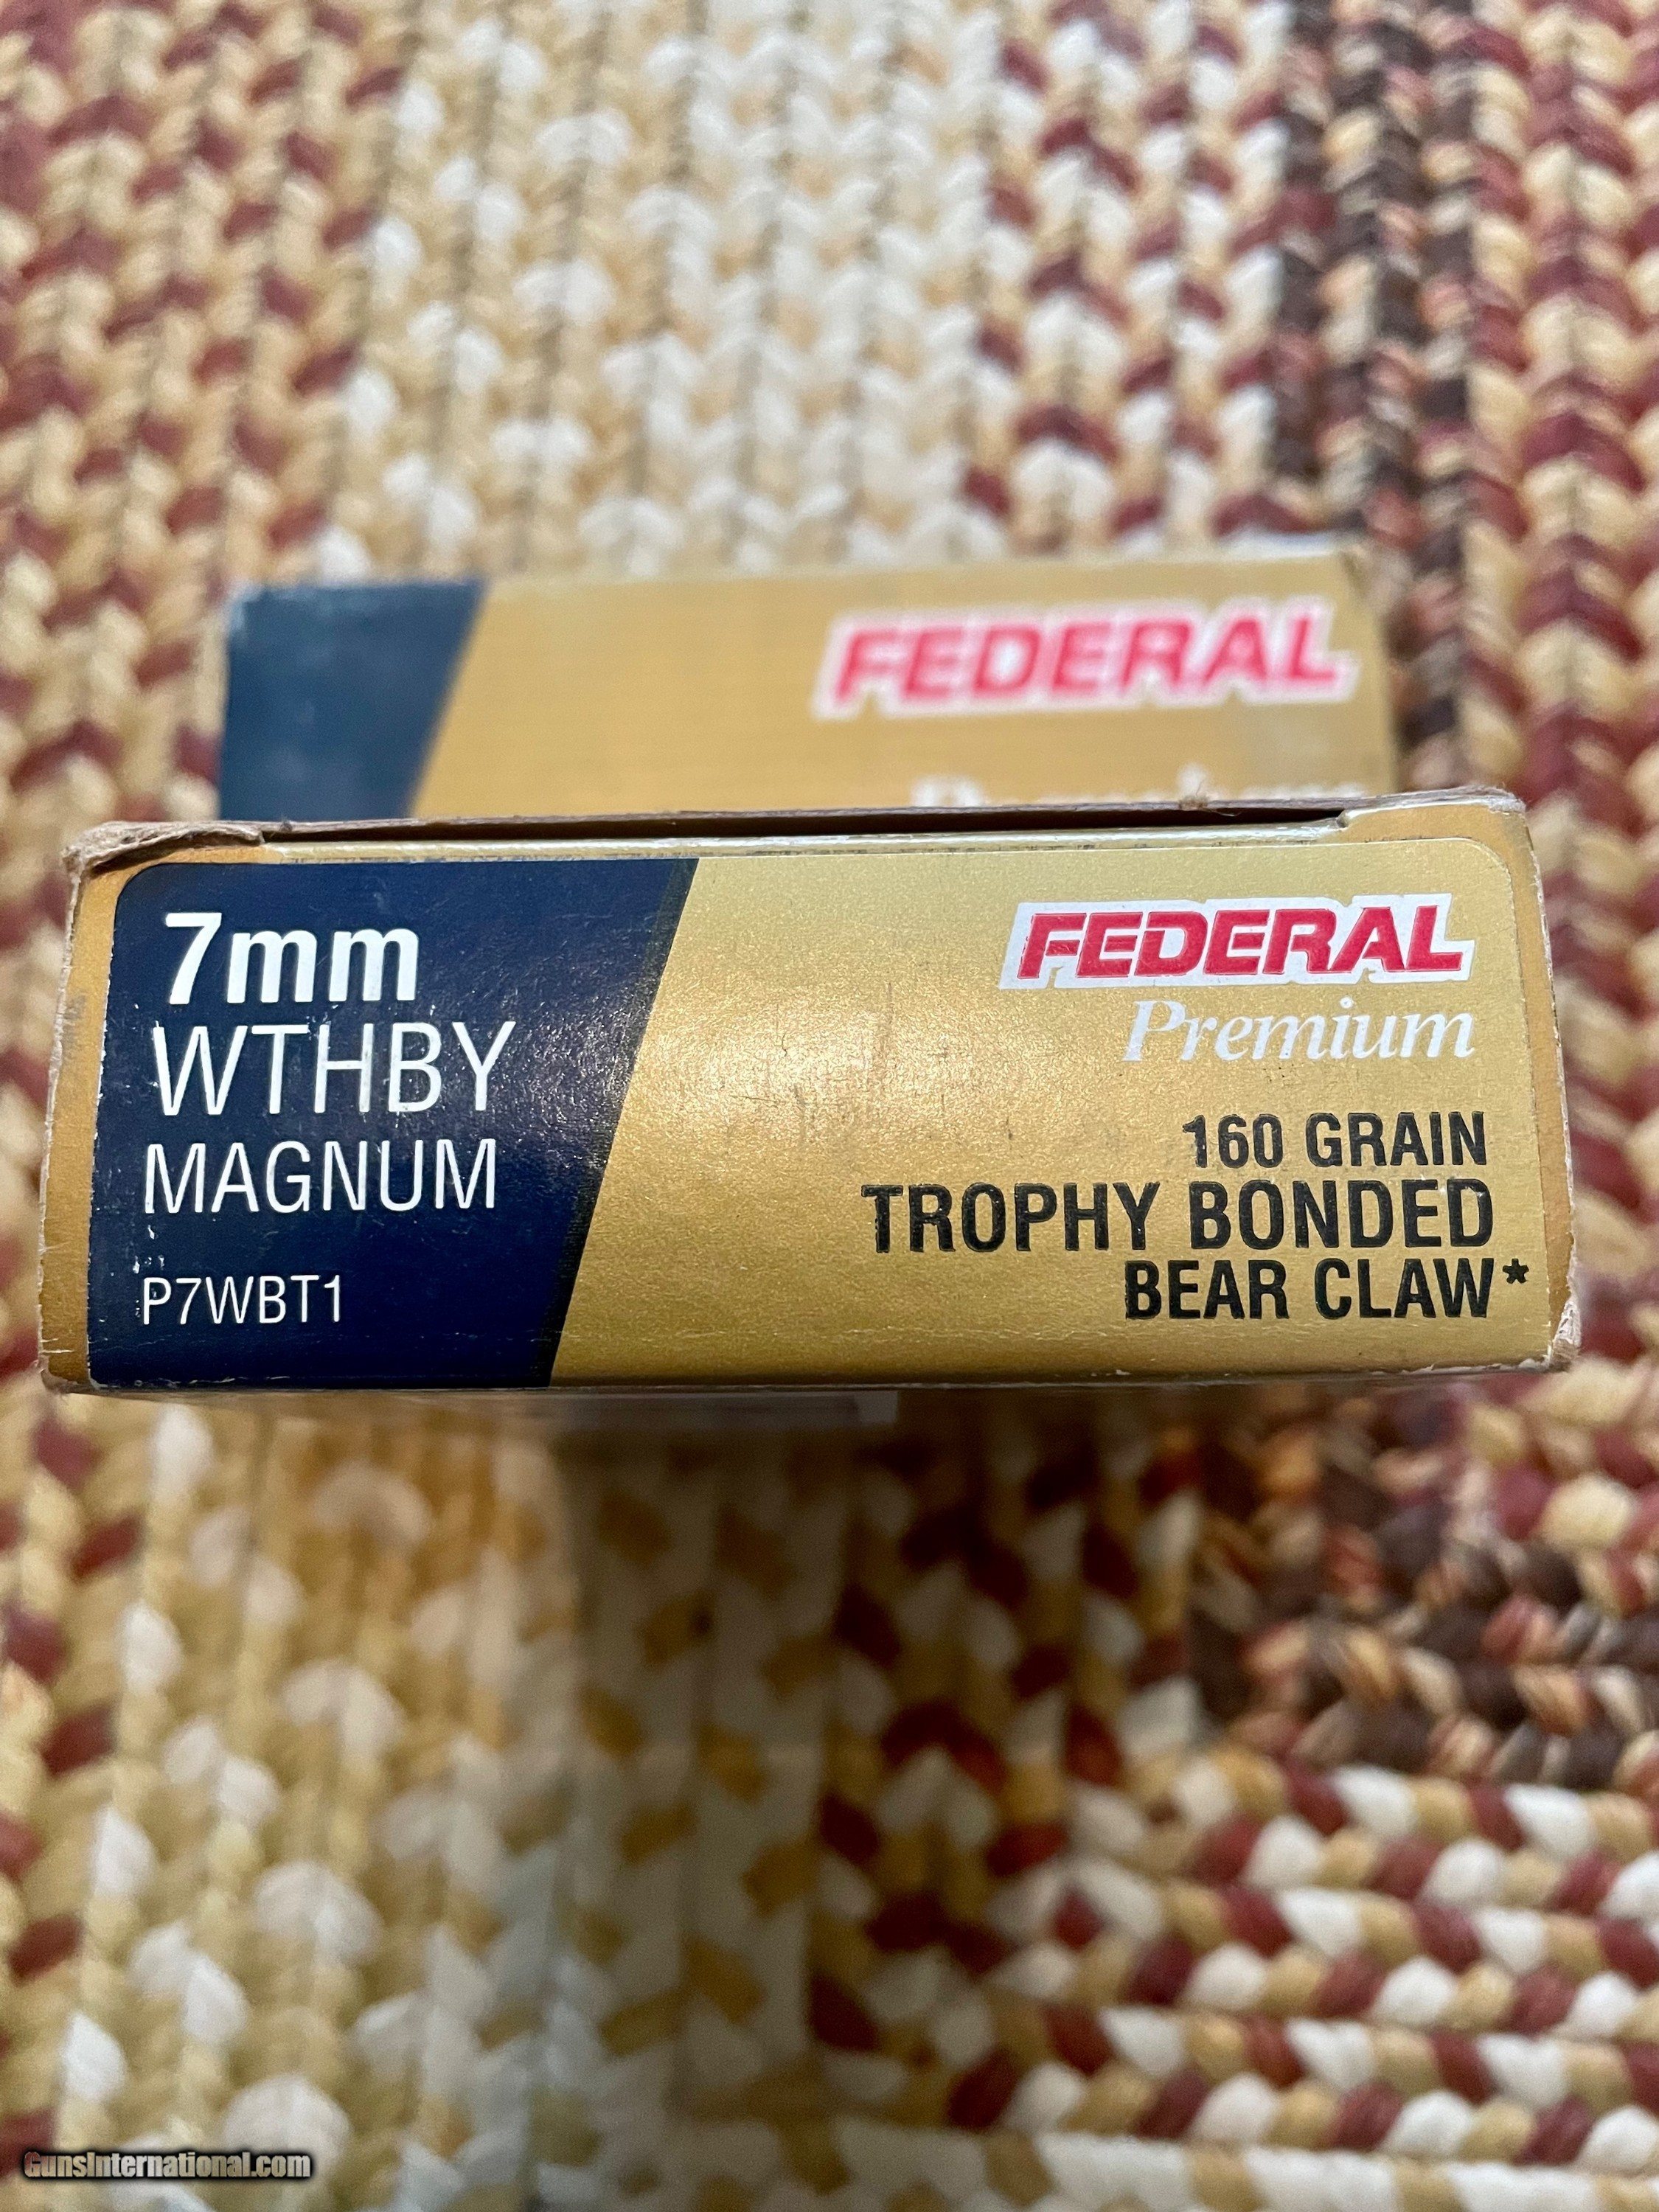 FEDERAL
7mm
WTHBY
MAGNUM
P7WBT1
FEDERAL
Premium
160 GRAIN
TROPHY BONDED
BEAR CLAW*
GunsInternational.com